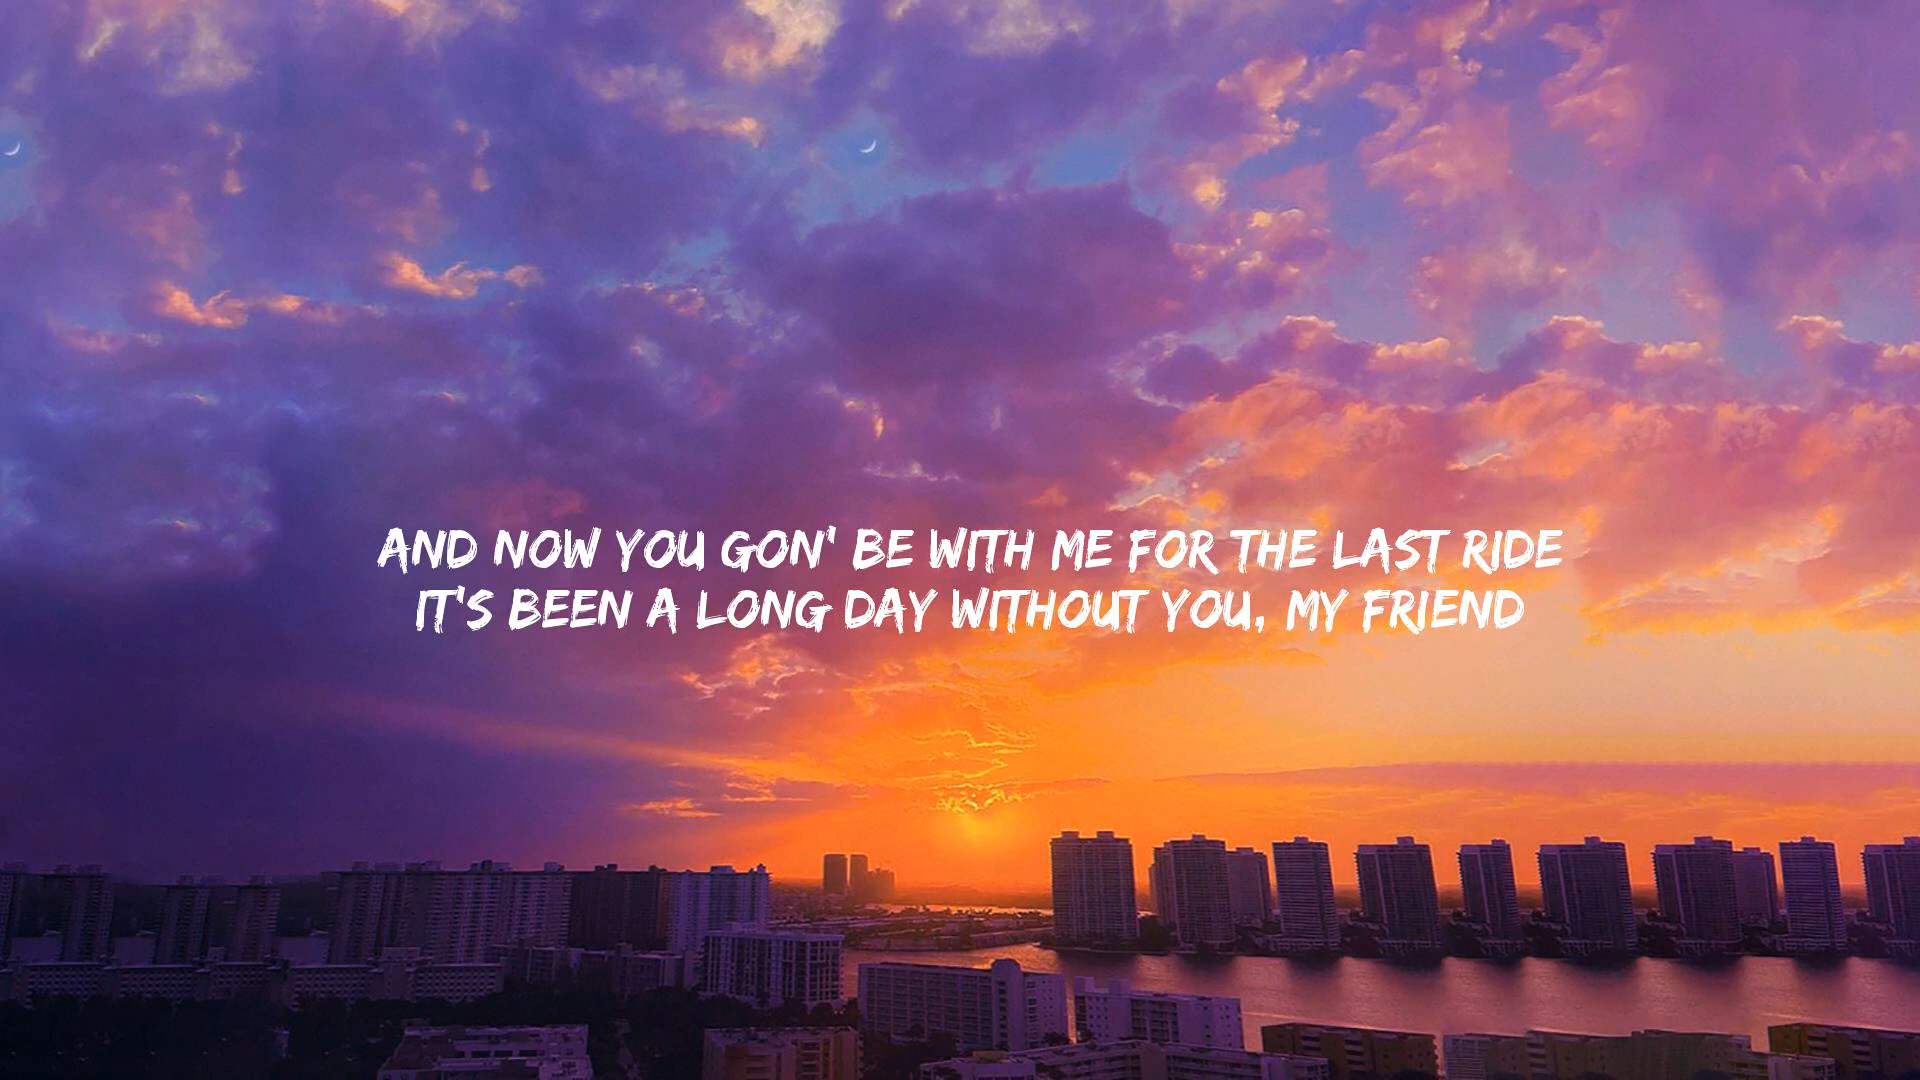 AND NOW YOU GON' BE WITH ME FOR THE LAST RIDE
IT'S BEEN A LONG DAY WITHOUT YOU, MY FRIEND